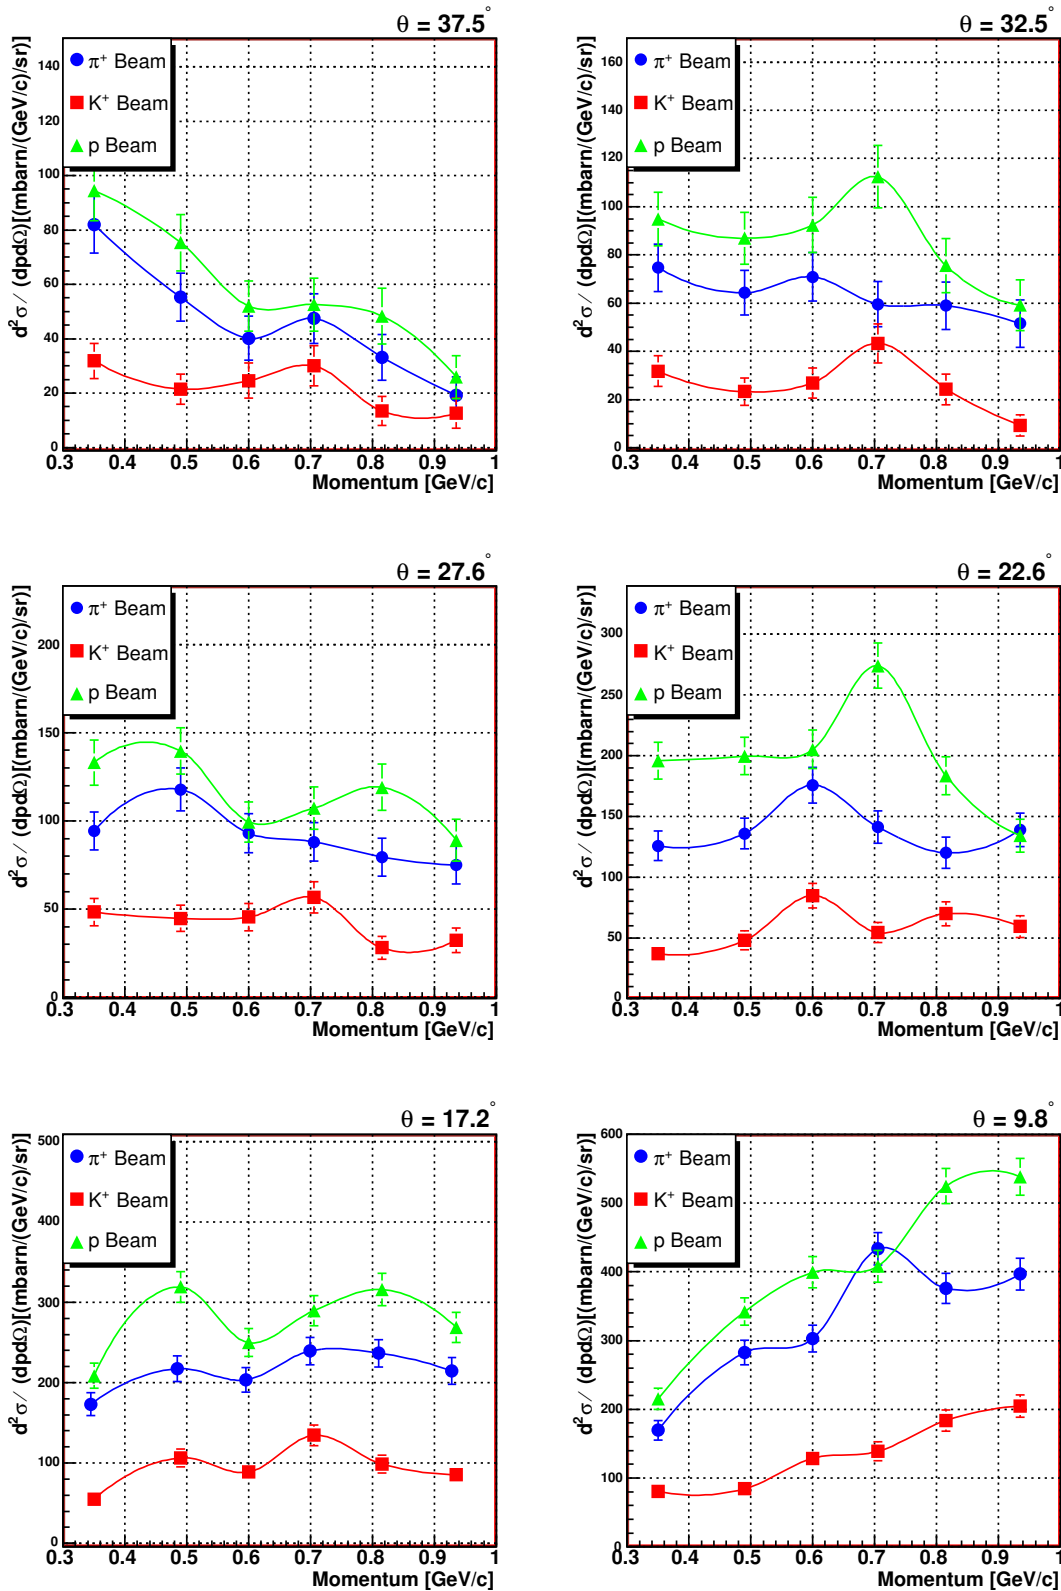 θ = 37.5°
d²σ / (dpdΩ)[(mbarn/(GeV/c)/sr)]
π⁺ Beam
K⁺ Beam
p Beam
140
100
80
60
40
20
0
0.3 0.4 0.5 0.6 0.7 0.8 0.9 1
Momentum [GeV/c]
θ = 32.5°
d²σ / (dpdΩ)[(mbarn/(GeV/c)/sr)]
π⁺ Beam
K⁺ Beam
p Beam
160
140
120
100
80
60
40
20
0
0.3 0.4 0.5 0.6 0.7 0.8 0.9 1
Momentum [GeV/c]
θ = 27.6°
d²σ / (dpdΩ)[(mbarn/(GeV/c)/sr)]
π⁺ Beam
K⁺ Beam
p Beam
200
150
100
50
0
0.3 0.4 0.5 0.6 0.7 0.8 0.9 1
Momentum [GeV/c]
θ = 22.6°
d²σ / (dpdΩ)[(mbarn/(GeV/c)/sr)]
π⁺ Beam
K⁺ Beam
p Beam
300
250
200
150
100
50
0
0.3 0.4 0.5 0.6 0.7 0.8 0.9 1
Momentum [GeV/c]
θ = 17.2°
d²σ / (dpdΩ)[(mbarn/(GeV/c)/sr)]
π⁺ Beam
K⁺ Beam
p Beam
500
400
300
200
100
0
0.3 0.4 0.5 0.6 0.7 0.8 0.9 1
Momentum [GeV/c]
θ = 9.8°
d²σ / (dpdΩ)[(mbarn/(GeV/c)/sr)]
π⁺ Beam
K⁺ Beam
p Beam
600
500
400
300
200
100
0
0.3 0.4 0.5 0.6 0.7 0.8 0.9 1
Momentum [GeV/c]